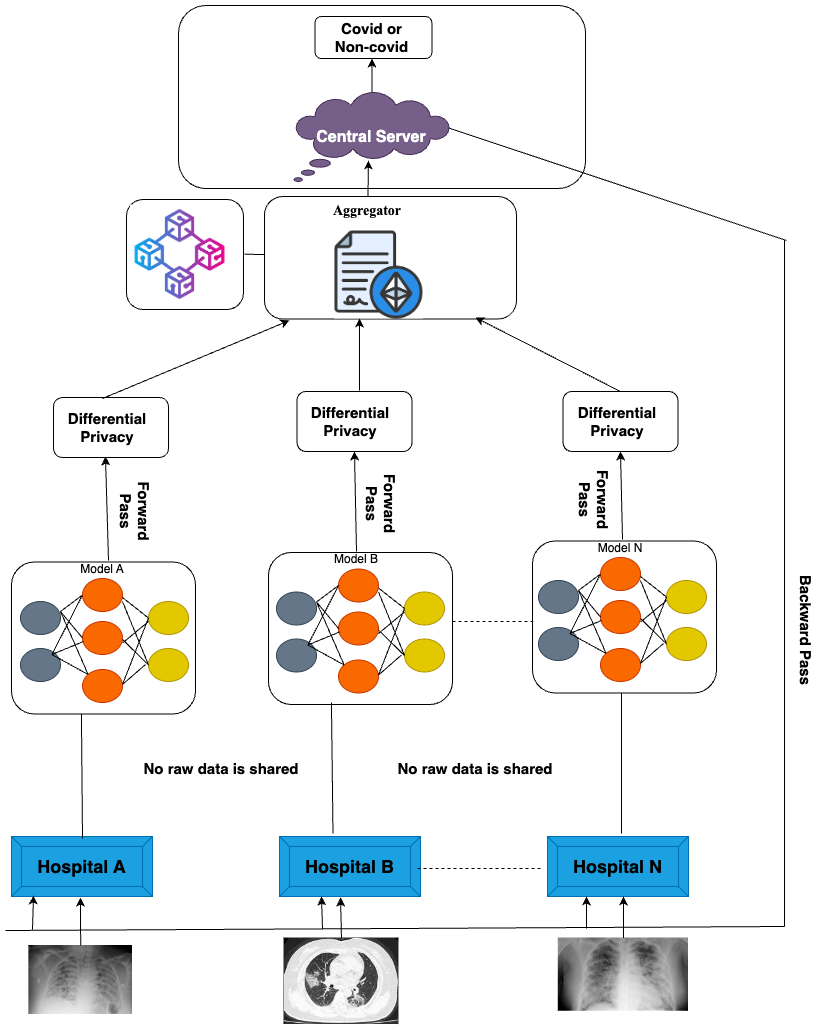 Covid or
Non-covid
Central Server
Aggregator
Differential
Privacy
Differential
Privacy
Differential
Privacy
Forward
Pass
Forward
Pass
Forward
Pass
Model A
Model B
Model N
Backward Pass
No raw data is shared
No raw data is shared
Hospital A
Hospital B
Hospital N